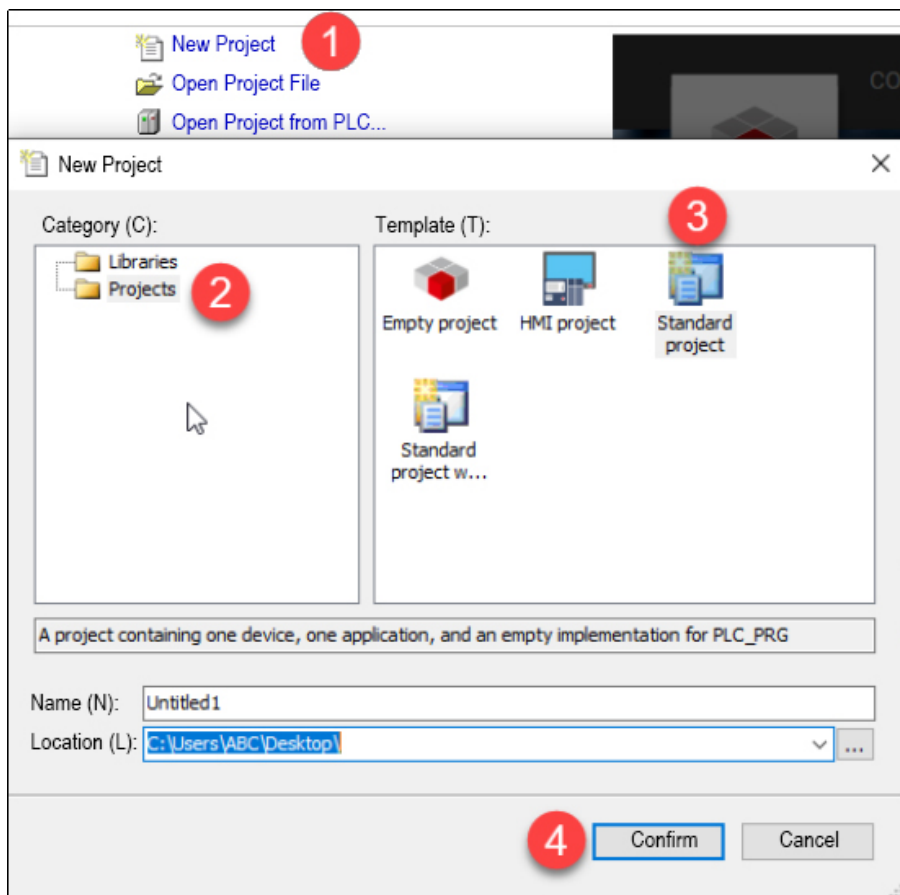 New Project
1
Open Project File
Open Project from PLC...
CO
New Project
Category (C):
Template (T):
3
Libraries
Projects
2
Empty project
HMI project
Standard
project
Standard
project w...
A project containing one device, one application, and an empty implementation for PLC_PRG
Name (N):
Untitled1
Location (L):
C:\Users\ABC\Desktop\
...
4
Confirm
Cancel